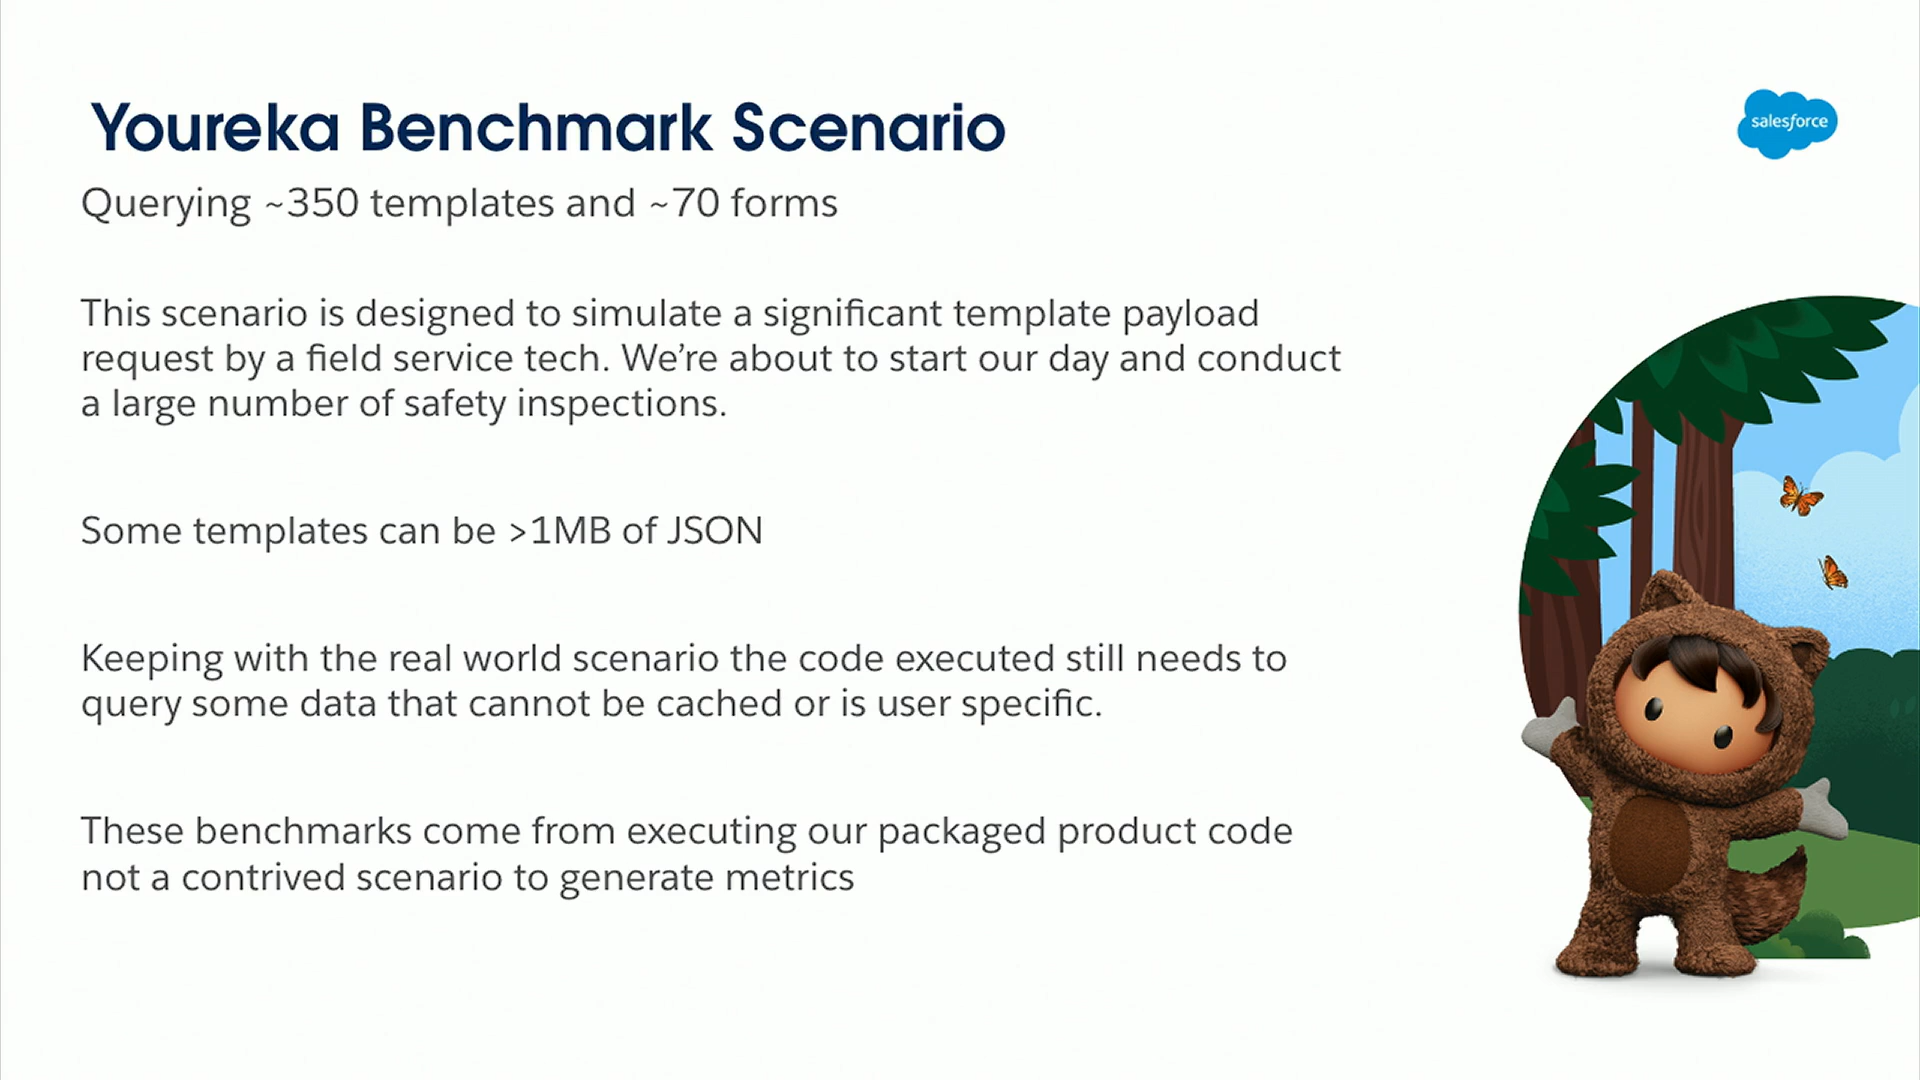 Youreka Benchmark Scenario
salesforce
Querying ~350 templates and ~70 forms
This scenario is designed to simulate a significant template payload
request by a field service tech. We’re about to start our day and conduct
a large number of safety inspections.
Some templates can be >1MB of JSON
Keeping with the real world scenario the code executed still needs to
query some data that cannot be cached or is user specific.
These benchmarks come from executing our packaged product code
not a contrived scenario to generate metrics